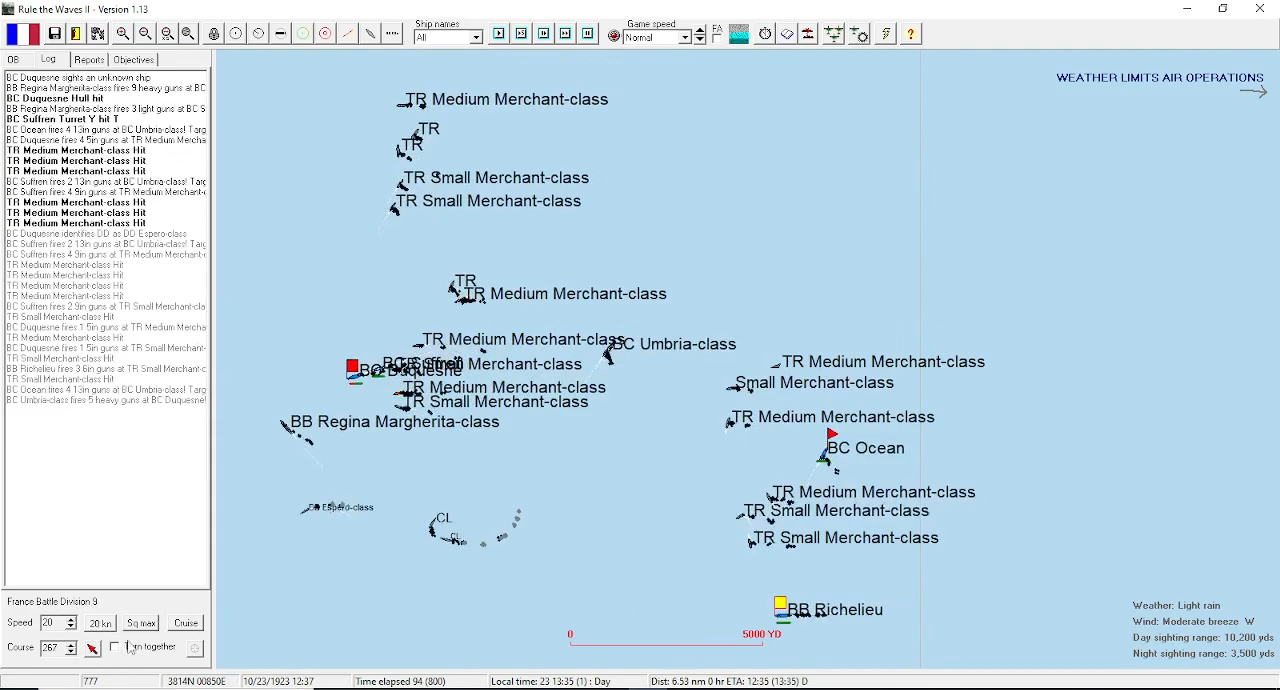 Rule the Waves II - Version 1.13
Ship names
All
Game speed
Normal
FA
OB
Log
Reports
Objectives
BC Duquesne sights an unknown ship
BB Regina Margherita-class fires 9 heavy guns at BC
BC Duquesne Hull hit
BB Regina Margherita-class fires 3 light guns at BC S
BC Suffren Turret Y hit T
BC Ocean fires 4 13in guns at BC Umbria-class! Targ
BC Duquesne fires 4 5in guns at TR Medium Mercha
TR Medium Merchant-class Hit
TR Medium Merchant-class Hit
TR Medium Merchant-class Hit
BC Suffren fires 2 13in guns at BC Umbria-class! Targ
BC Suffren fires 4 9in guns at TR Medium Merchant-c
TR Medium Merchant-class Hit
TR Medium Merchant-class Hit
TR Medium Merchant-class Hit
BC Duquesne identifies DD as DD Espero-class
BC Suffren fires 2 13in guns at BC Umbria-class! Targ
BC Suffren fires 4 9in guns at TR Medium Merchant-c
TR Medium Merchant-class Hit
TR Medium Merchant-class Hit
TR Medium Merchant-class Hit
TR Medium Merchant-class Hit
BC Suffren fires 2 9in guns at TR Small Merchant-cla
TR Small Merchant-class Hit
BC Duquesne fires 1 5in guns at TR Medium Mercha
TR Medium Merchant-class Hit
BC Duquesne fires 1 5in guns at TR Small Merchant-
TR Small Merchant-class Hit
BB Richelieu fires 3 6in guns at TR Small Merchant-c
TR Small Merchant-class Hit
BC Ocean fires 4 13in guns at BC Umbria-class! Targ
BC Umbria-class fires 5 heavy guns at BC Duquesne!
France Battle Division 9
Speed
20
20 kn
Sq max
Cruise
Course
267
together
WEATHER LIMITS AIR OPERATIONS
TR Medium Merchant-class
TR
TR
TR Small Merchant-class
TR Small Merchant-class
TR
TR Medium Merchant-class
TR Medium Merchant-class
BC Umbria-class
BC Suffren
Small Merchant-class
BC Duquesne
TR Medium Merchant-class
TR Small Merchant-class
BB Regina Margherita-class
TR Medium Merchant-class
Small Merchant-class
TR Medium Merchant-class
BC Ocean
TR Medium Merchant-class
TR Small Merchant-class
TR Small Merchant-class
DD Espero-class
CL
CL
BB Richelieu
0
5000 YD
Weather: Light rain
Wind: Moderate breeze W
Day sighting range: 10,200 yds
Night sighting range: 3,500 yds
777
3814N 00850E
10/23/1923 12:37
Time elapsed 94 (800)
Local time: 23 13:35 (1) : Day
Dist: 6.53 nm 0 hr ETA: 12:35 (13:35) D